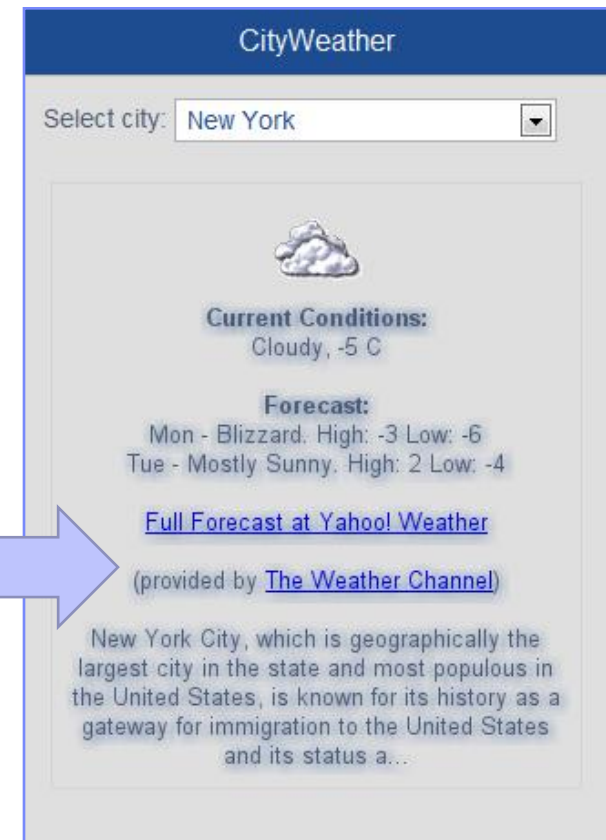 CityWeather
Select city: New York
Current Conditions:
Cloudy, -5 C
Forecast:
Mon - Blizzard. High: -3 Low: -6
Tue - Mostly Sunny. High: 2 Low: -4
Full Forecast at Yahoo! Weather
(provided by The Weather Channel)
New York City, which is geographically the
largest city in the state and most populous in
the United States, is known for its history as a
gateway for immigration to the United States
and its status a...